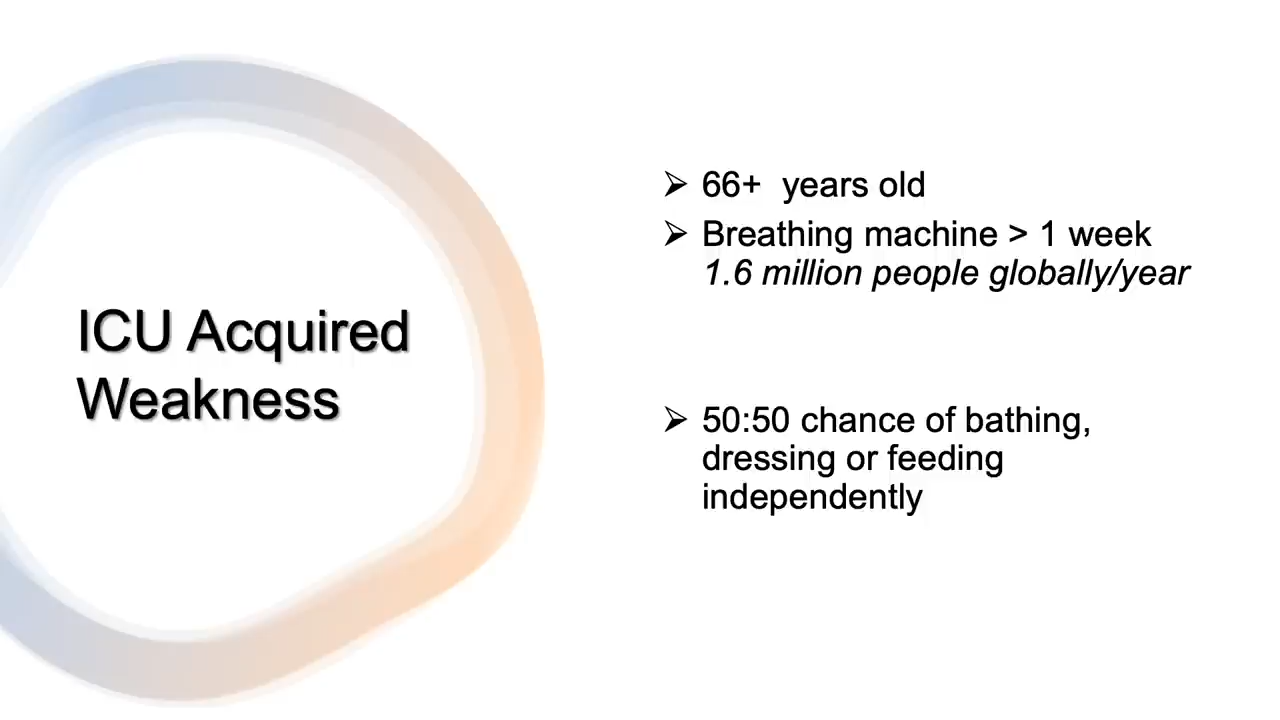 ICU Acquired
Weakness
➢ 66+ years old
➢ Breathing machine > 1 week
1.6 million people globally/year
➢ 50:50 chance of bathing,
dressing or feeding
independently